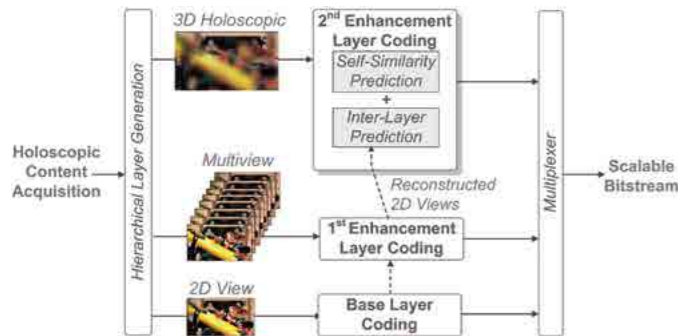 3D Holoscopic
2nd Enhancement
Layer Coding
Self-Similarity
Prediction
+
Inter-Layer
Prediction
Hierarchical Layer Generation
Holoscopic
Content
Acquisition
Multiview
Reconstructed
2D Views
1st Enhancement
Layer Coding
2D View
Base Layer
Coding
Multiplexer
Scalable
Bitstream